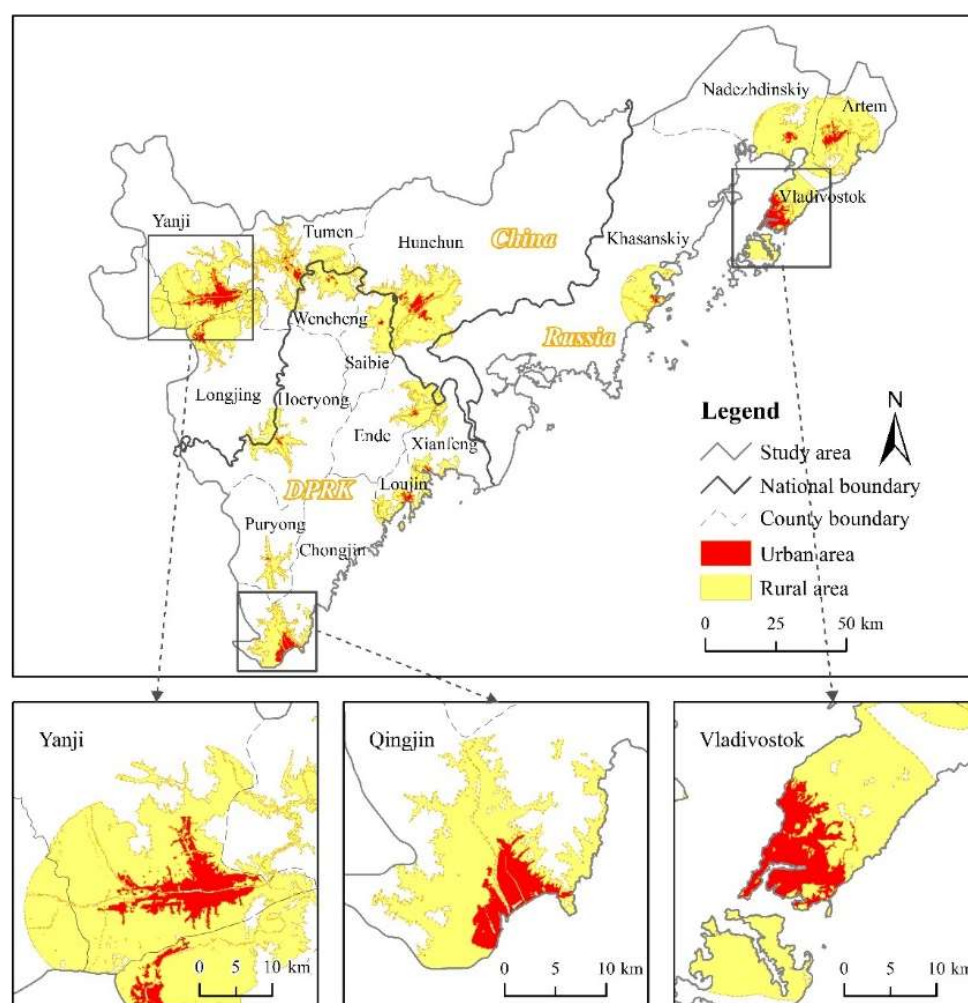 Nadezhdinskiy
Artem
Vladivostok
Yanji
Tumen
Hunchun
China
Khasanskiy
Wencheng
Russia
Saibie
Longjing
Hoeryong
Ende
Xianfeng
DPRK
Loujin
Puryong
Chongjin
Legend
N
Study area
National boundary
County boundary
Urban area
Rural area
0 25 50 km
Yanji
0 5 10 km
Qingjin
0 5 10 km
Vladivostok
0 5 10 km